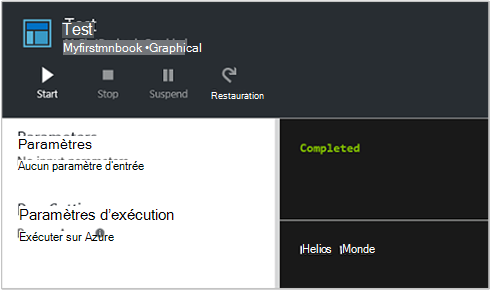 Test
Myfirstmnbook •Graphical
Start
Stop
Suspend
Restauration
Paramètres
Aucun paramètre d'entrée
Completed
Paramètres d'exécution
Exécuter sur Azure
Helios Monde